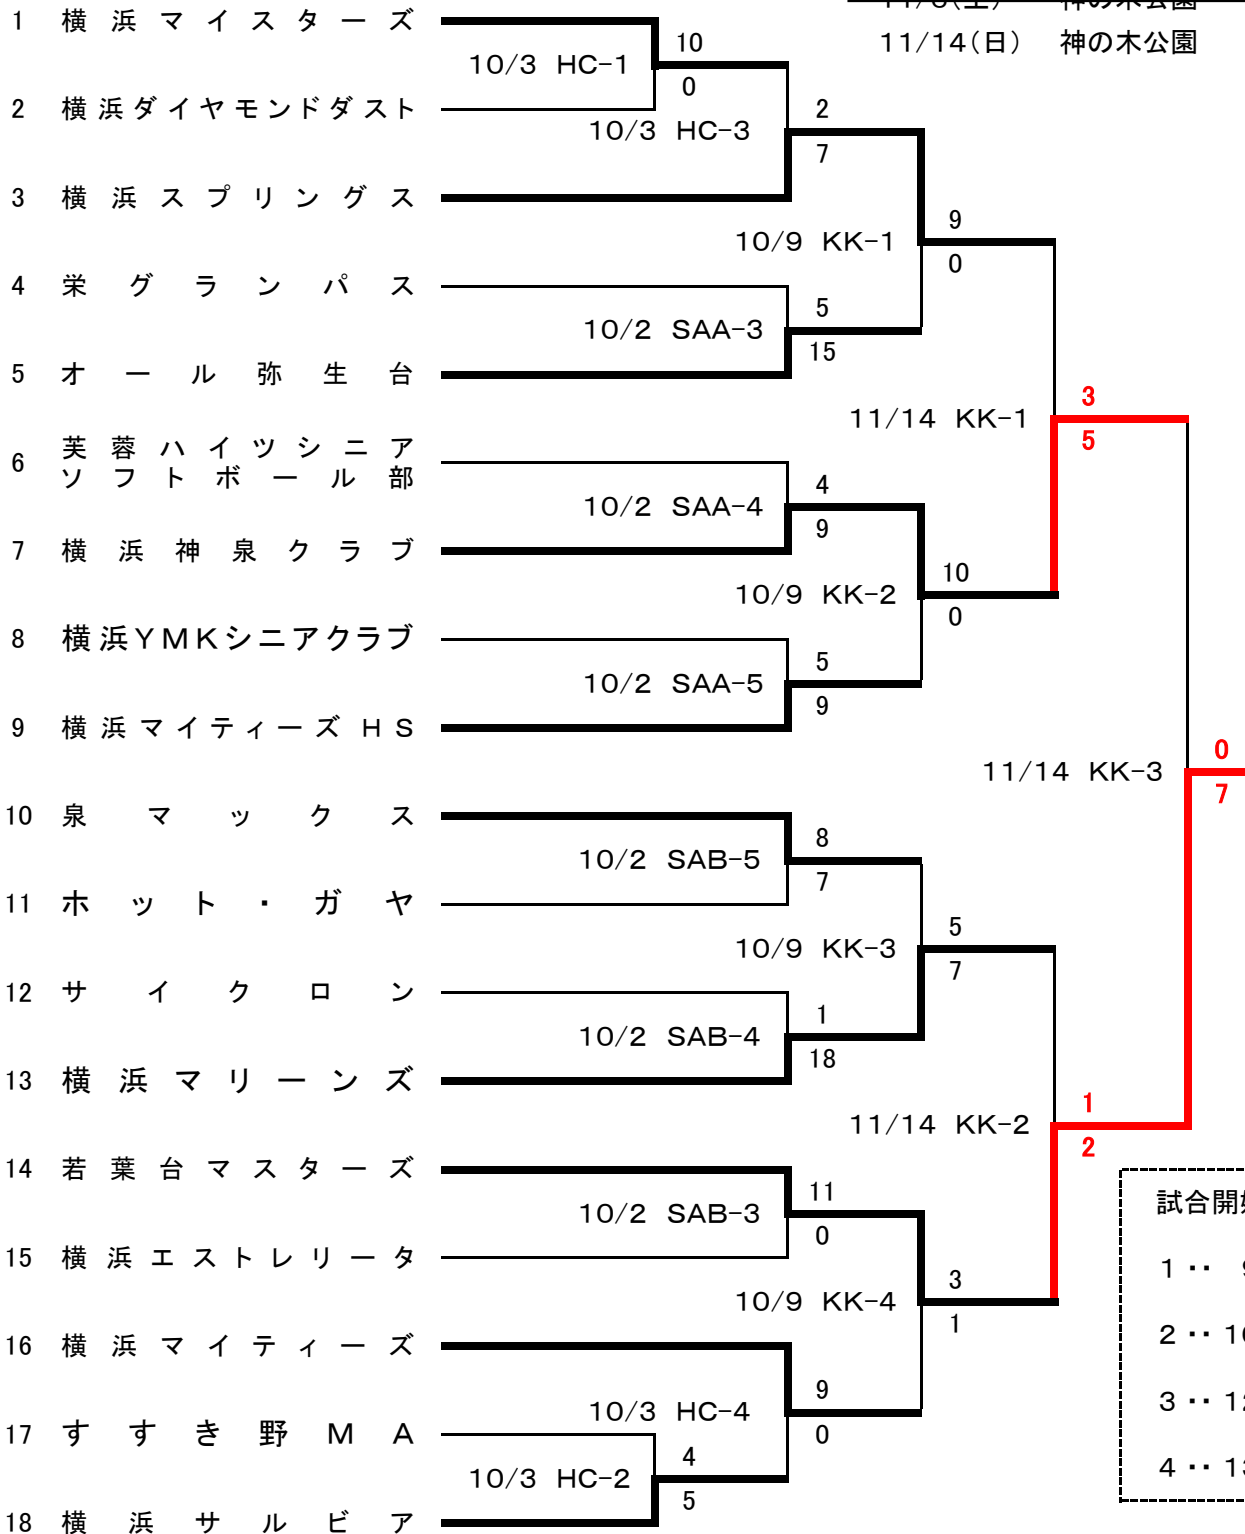 11/14(日) 神の木公園
1 横浜マイスターズ
10/3 HC-1
10
0
2 横浜ダイヤモンドダスト
10/3 HC-3
2
7
3 横浜スプリングス
10/9 KK-1
9
0
4 栄グランパス
10/2 SAA-3
5
15
5 オール弥生台
11/14 KK-1
3
5
6 芙蓉ハイツシニア
ソフトボール部
10/2 SAA-4
4
9
7 横浜神泉クラブ
10/9 KK-2
10
0
8 横浜YMKシニアクラブ
10/2 SAA-5
5
9
9 横浜マイティーズHS
11/14 KK-3
0
7
10 泉マックス
10/2 SAB-5
8
7
11 ホット・ガヤ
10/9 KK-3
5
7
12 サイクロン
10/2 SAB-4
1
18
13 横浜マリーンズ
11/14 KK-2
1
2
14 若葉台マスターズ
10/2 SAB-3
11
0
15 横浜エストレリータ
10/9 KK-4
3
1
16 横浜マイティーズ
10/3 HC-4
9
0
17 すすき野MA
10/3 HC-2
4
5
18 横浜サルビア
試合開
1 ‥
2 ‥ 1
3 ‥ 1
4 ‥ 1